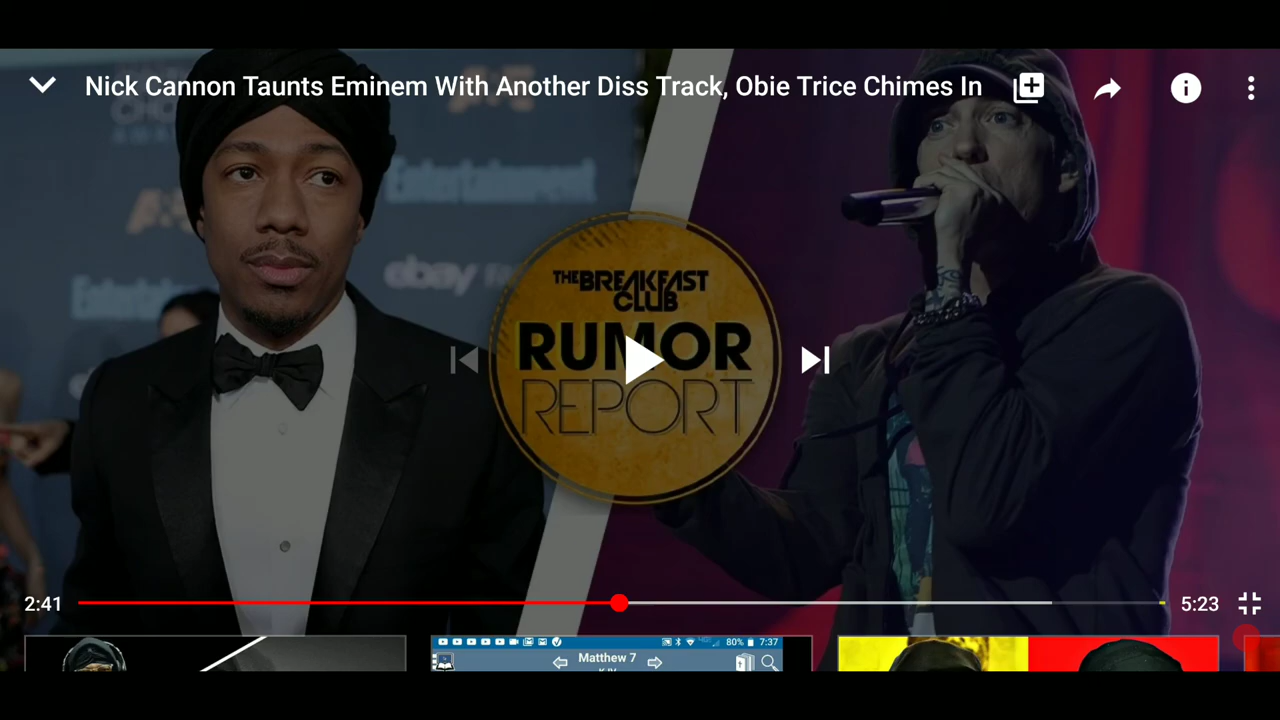 Nick Cannon Taunts Eminem With Another Diss Track, Obie Trice Chimes In
Entertainment
Entertainment
ebay
THE BREAKFAST
CLUB
RUMOR
REPORT
2:41
5:23
80% 7:37
Matthew 7